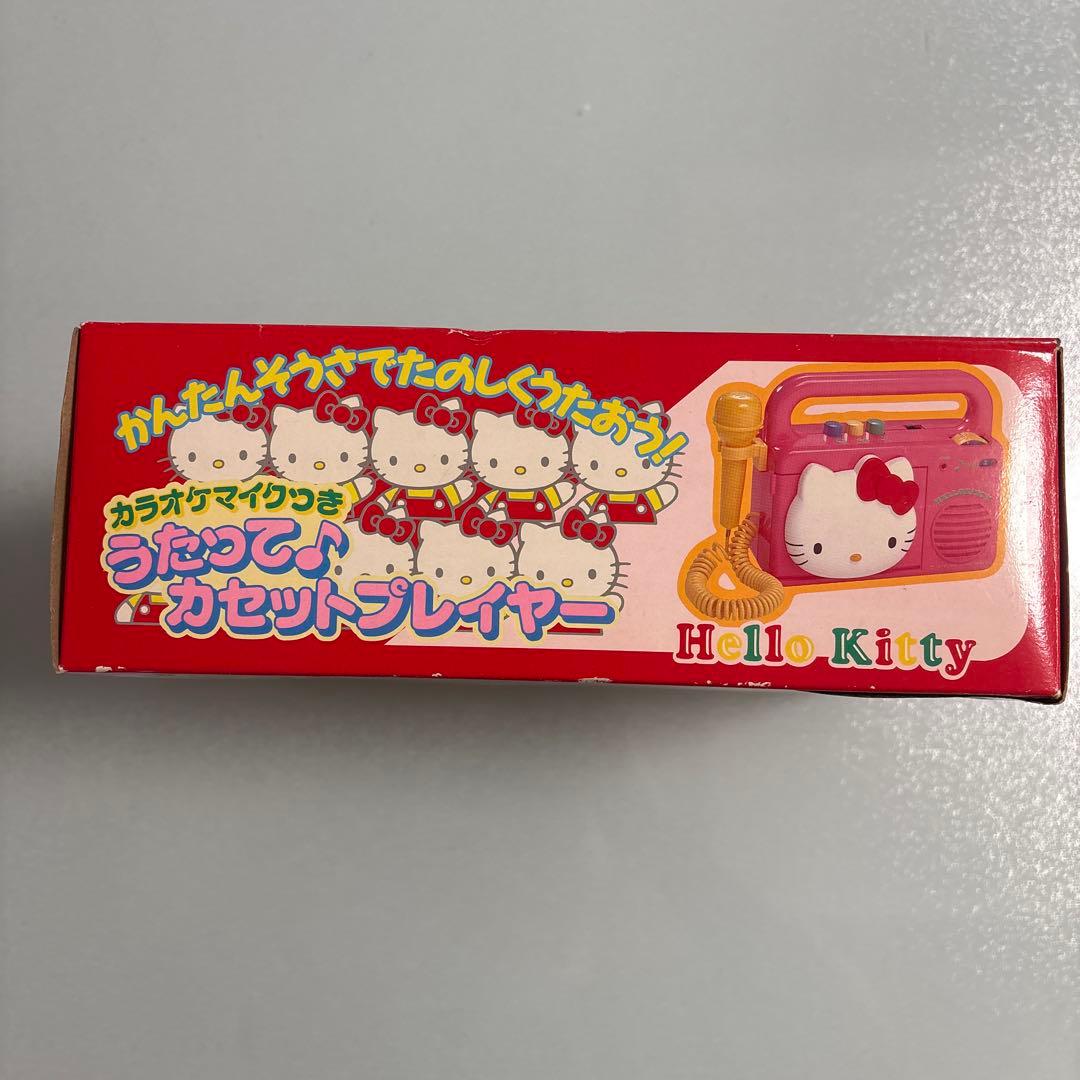 かんたんそうさでたのしくうたおう!
カラオケマイクつき
うたって♪
カセットプレイヤー
Hello Kitty